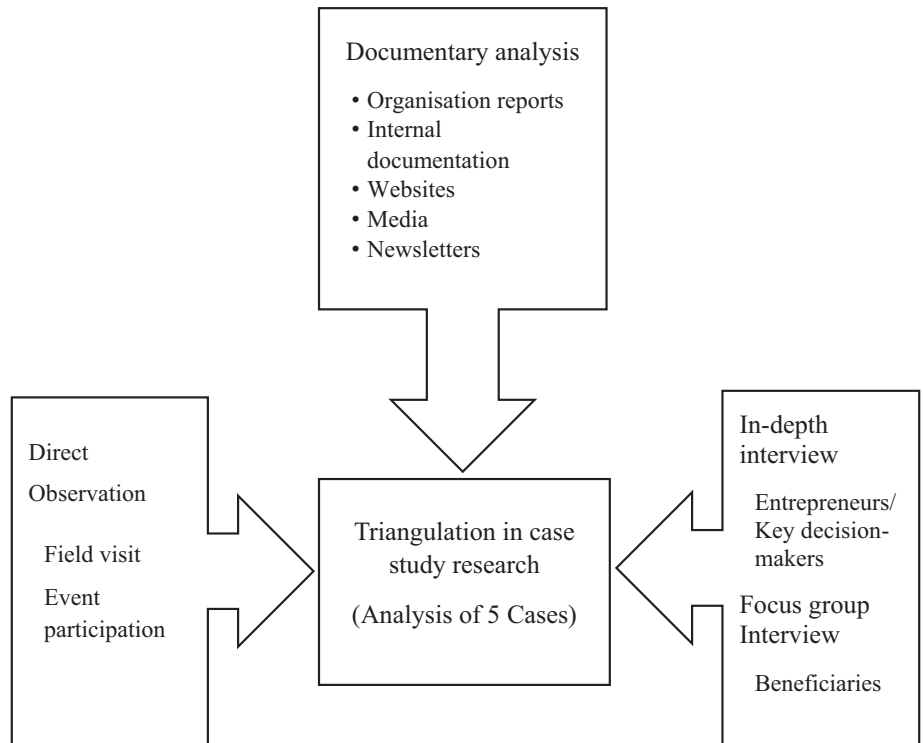 Documentary analysis
• Organisation reports
• Internal
documentation
• Websites
• Media
• Newsletters
Direct
Observation
Field visit
Event
participation
Triangulation in case
study research
(Analysis of 5 Cases)
In-depth
interview
Entrepreneurs/
Key decision-
makers
Focus group
Interview
Beneficiaries